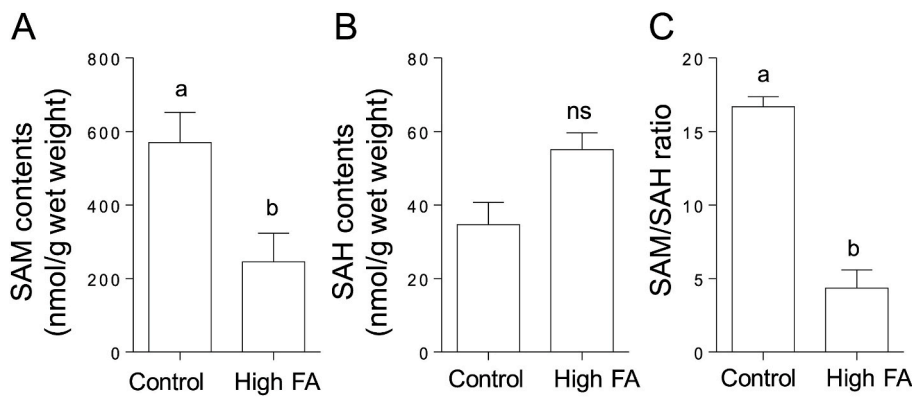 A
SAM contents
(nmol/g wet weight)
800
600
400
200
0
a
b
Control
High FA
B
SAH contents
(nmol/g wet weight)
80
60
40
20
0
ns
Control
High FA
C
SAM/SAH ratio
20
15
10
5
0
a
b
Control
High FA